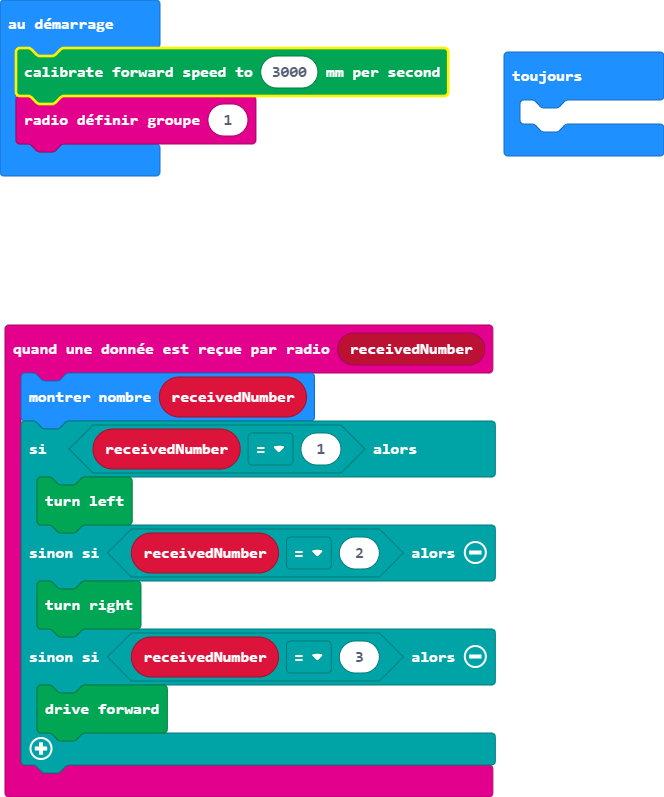 au démarrage
calibrate forward speed to 3000 mm per second
radio définir groupe 1
toujours
quand une donnée est reçue par radio receivedNumber
montrer nombre receivedNumber
si receivedNumber = 1 alors
turn left
sinon si receivedNumber = 2 alors
turn right
sinon si receivedNumber = 3 alors
drive forward